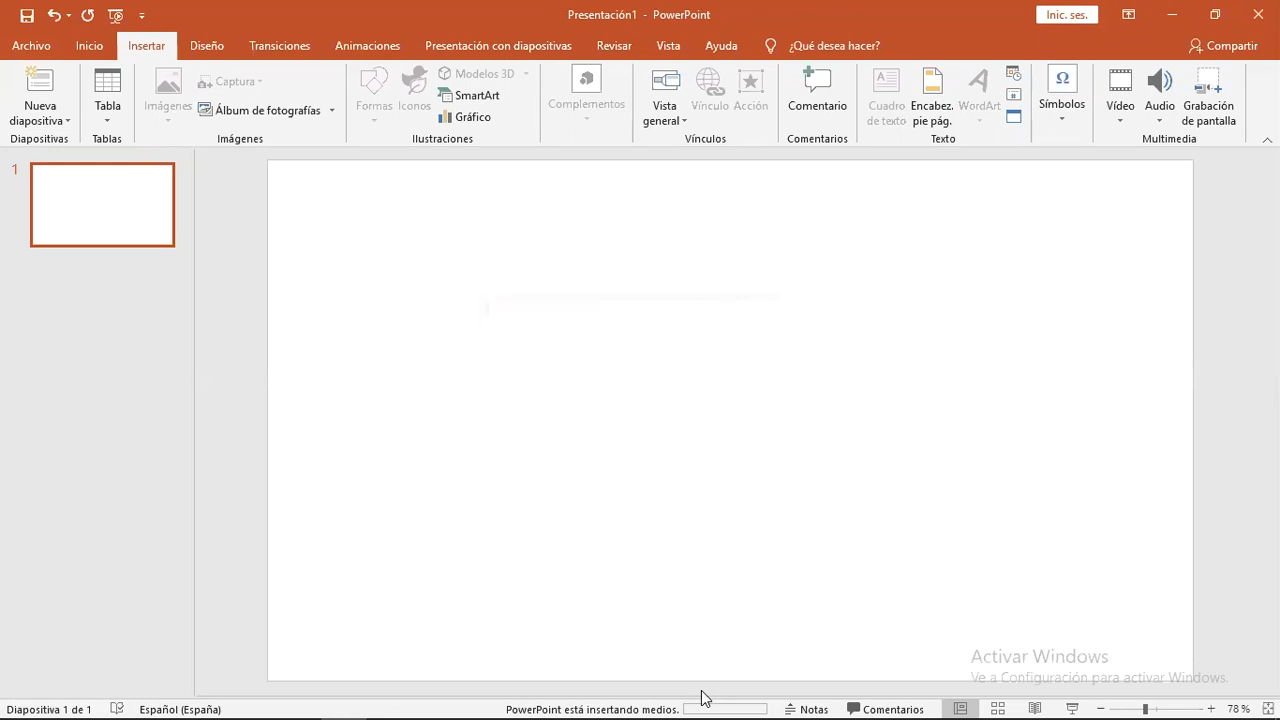 Presentación1 - PowerPoint
Inic. ses.
Archivo Inicio Insertar Diseño Transiciones Animaciones Presentación con diapositivas Revisar Vista Ayuda ¿Qué desea hacer? Compartir
Nueva diapositiva
Diapositivas
Tabla
Tablas
Imágenes
Captura
Álbum de fotografías
Imágenes
Formas
Iconos
Modelos 3D
SmartArt
Gráfico
Ilustraciones
Complementos
Vista general
Vínculo
Acción
Vínculos
Comentario
Comentarios
Cuadro de texto
Encabez. pie pág.
WordArt
Texto
Ω
Símbolos
Vídeo
Audio
Grabación de pantalla
Multimedia
1
Activar Windows
Ve a Configuración para activar Windows.
Diapositiva 1 de 1 Español (España) PowerPoint está insertando medios. Notas Comentarios 78 %